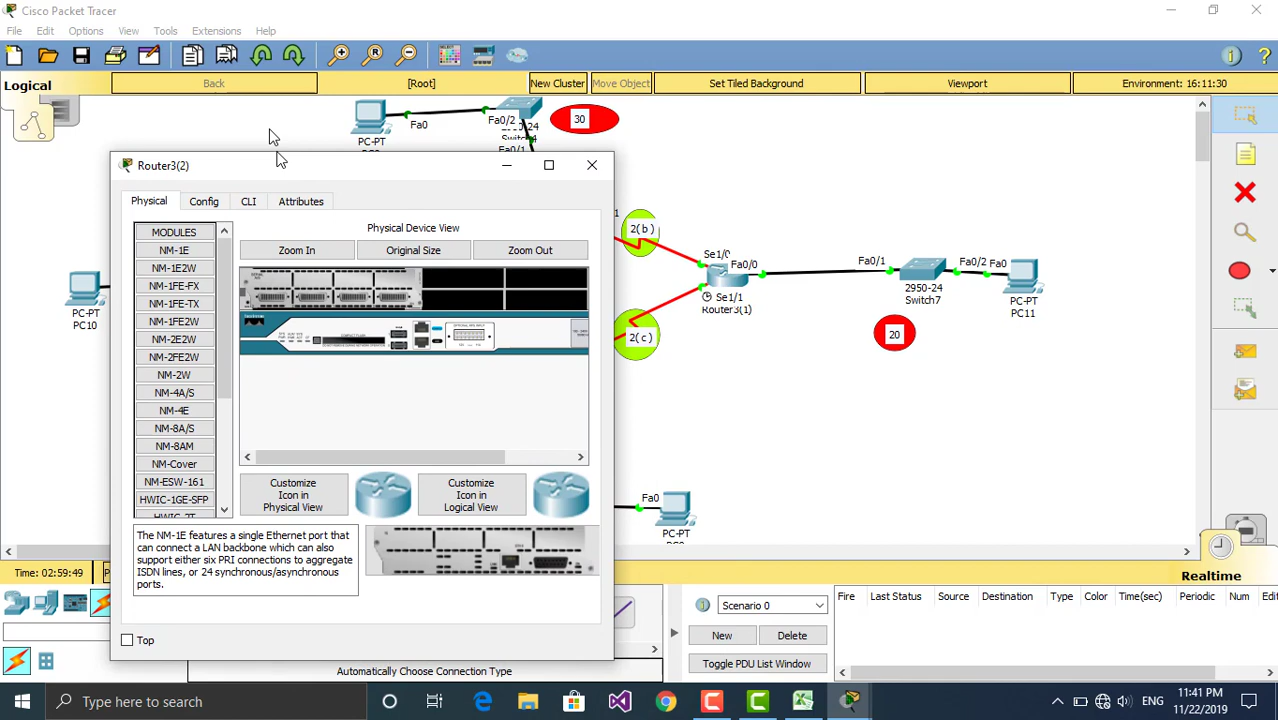 Cisco Packet Tracer
File Edit Options View Tools Extensions Help
Logical
Back
[Root]
New Cluster
Move Object
Set Tiled Background
Viewport
Environment: 16:11:30
Fa0
Fa0/2
2950-24
Switch4
Fa0/1
PC-PT
30
Router3(2)
Physical Config CLI Attributes
MODULES
NM-1E
NM-1E2W
NM-1FE-FX
NM-1FE-TX
NM-1FE2W
NM-2E2W
NM-2FE2W
NM-2W
NM-4A/S
NM-4E
NM-8A/S
NM-8AM
NM-Cover
NM-ESW-161
HWIC-1GE-SFP
HWIC-2T
Physical Device View
Zoom In
Original Size
Zoom Out
Customize
Icon in
Physical View
Customize
Icon in
Logical View
The NM-1E features a single Ethernet port that
can connect a LAN backbone which can also
support either six PRI connections to aggregate
ISDN lines, or 24 synchronous/asynchronous
ports.
Top
PC-PT
PC10
1
2(b)
Se1/0
Fa0/0
Se1/1
Router3(1)
2(c)
Fa0/1
2950-24
Switch7
Fa0/2
Fa0
PC-PT
PC11
20
Fa0
PC-PT
Time: 02:59:49
Realtime
Scenario 0
New
Delete
Toggle PDU List Window
Fire Last Status Source Destination Type Color Time(sec) Periodic Num Edit
Automatically Choose Connection Type
Type here to search
ENG
11:41 PM
11/22/2019